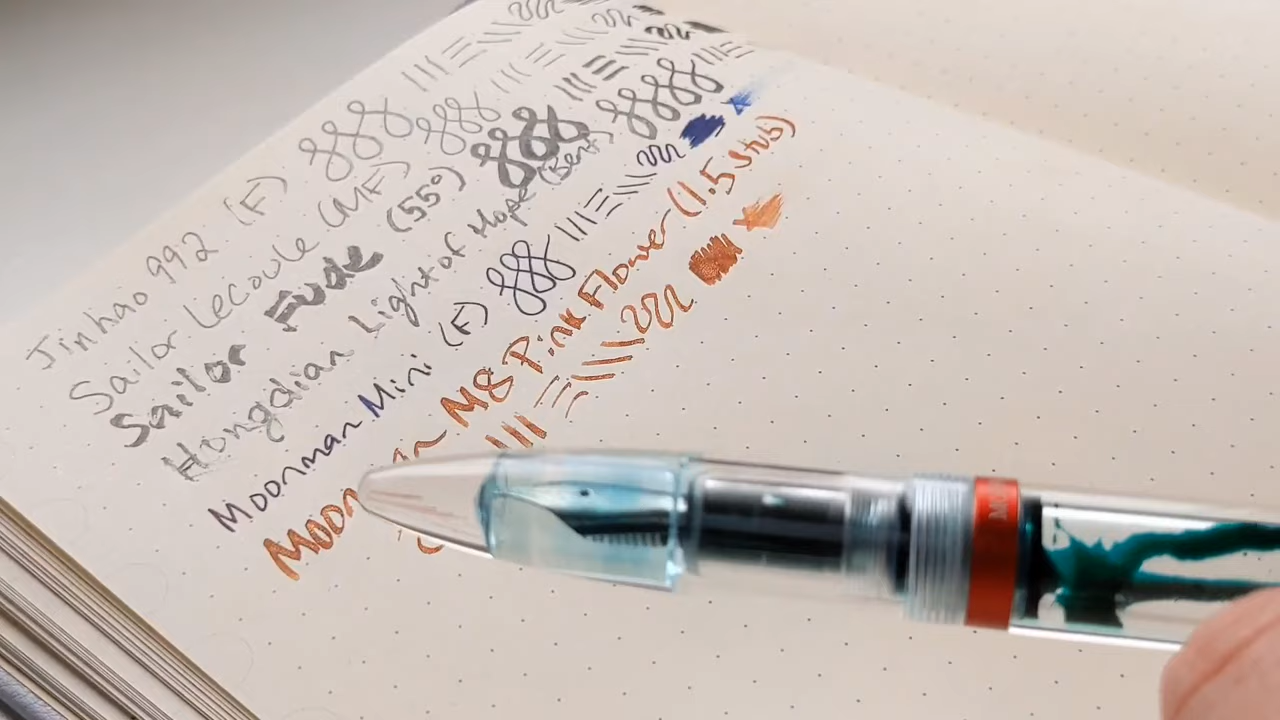 Jinhao 992 (F)
Sailor Lecoule (MF)
Sailor Fude (55°)
Hongdian Light of Hope (Bent)
Moonman Mini (F)
Moonman M8 Pink Flower (1.5 Stub)